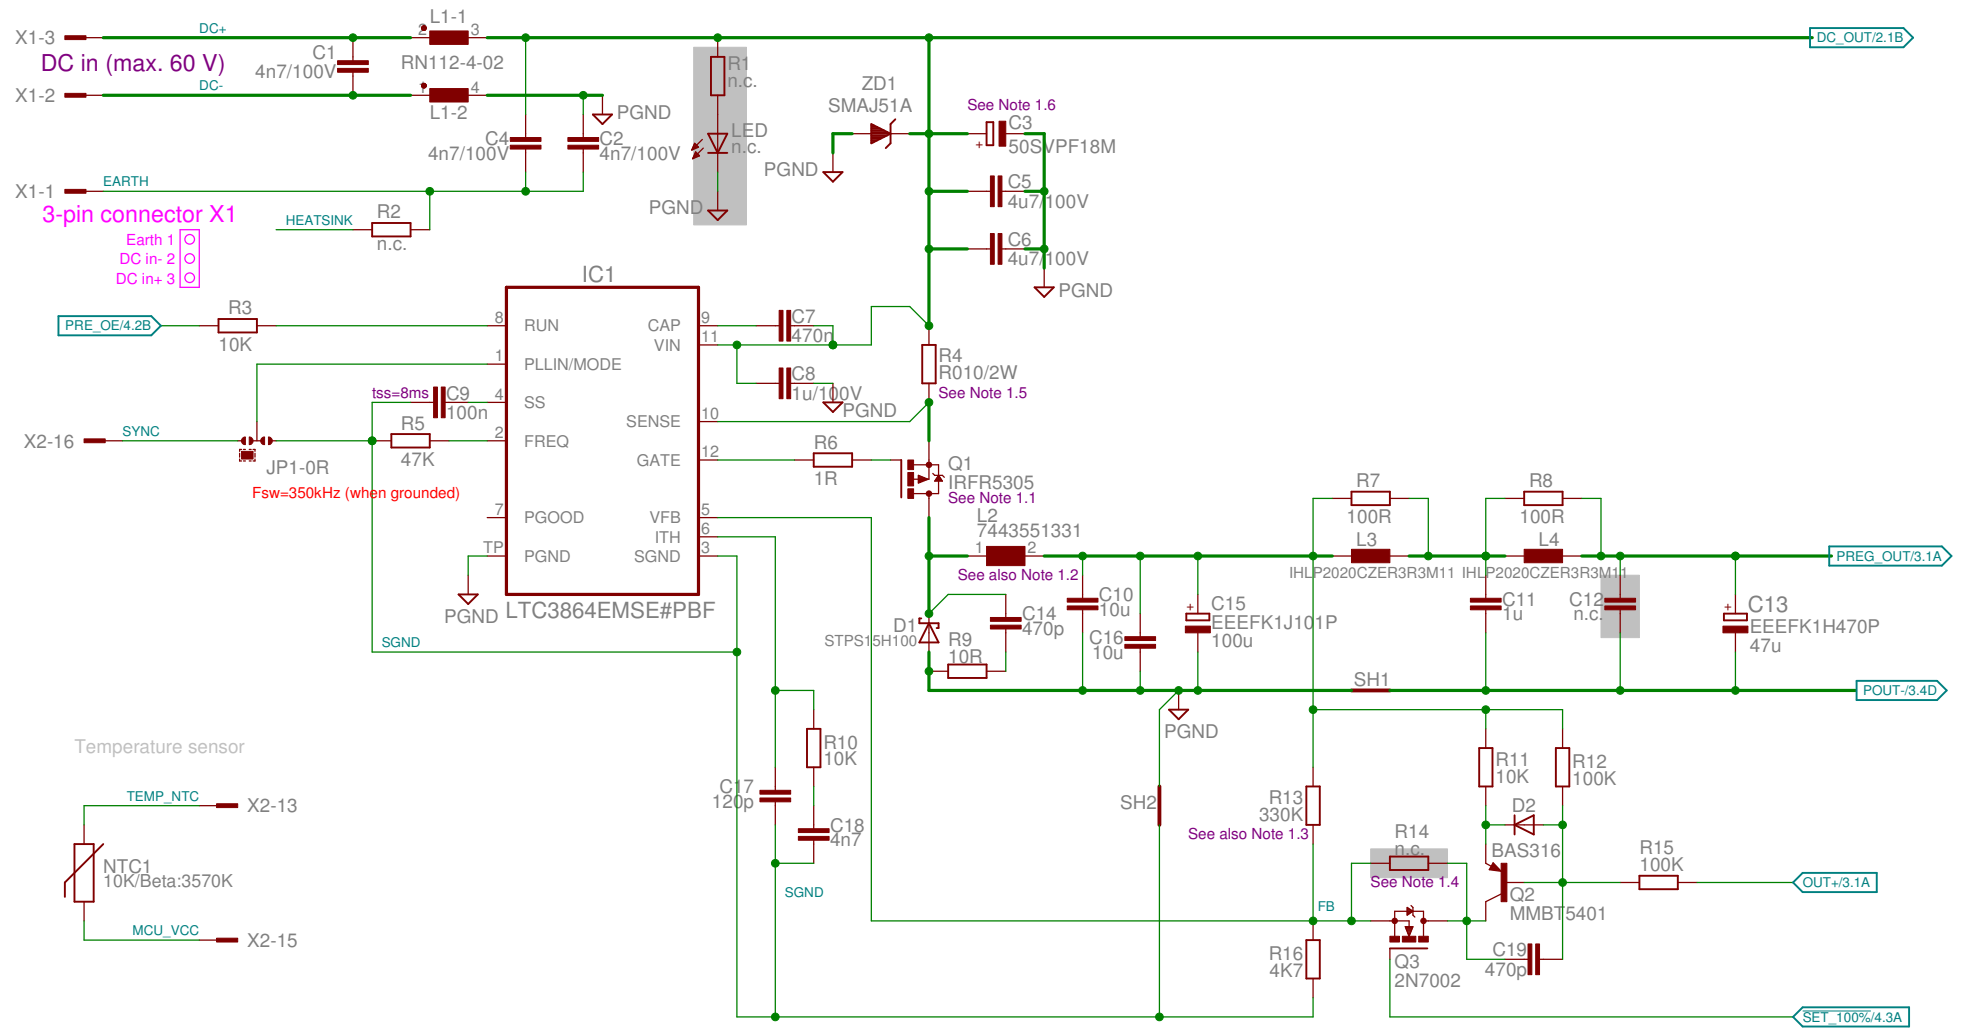 X1-3
DC+
L1-1
2
3
DC_OUT/2.1B
DC in (max. 60 V)
C1
4n7/100V
RN112-4-02
R1
n.c.
X1-2
DC-
1
4
L1-2
PGND
ZD1
SMAJ51A
See Note 1.6
C3
+
50SVPF18M
C4
4n7/100V
C2
4n7/100V
LED
n.c.
PGND
X1-1
EARTH
C5
4u7/100V
3-pin connector X1
HEATSINK
R2
n.c.
PGND
Earth 1
DC in- 2
DC in+ 3
C6
4u7/100V
PGND
IC1
PRE_OE/4.2B
R3
10K
8
RUN
CAP
9
C7
470n
VIN
11
1
PLLIN/MODE
R4
R010/2W
See Note 1.5
C8
1u/100V
PGND
tss=8ms
C9
100n
4
SS
SENSE
10
X2-16
SYNC
R5
47K
2
FREQ
GATE
12
R6
1R
JP1-0R
Fsw=350kHz (when grounded)
Q1
IRFR5305
See Note 1.1
7
PGOOD
VFB
5
ITH
6
TP
PGND
SGND
3
PGND
LTC3864EMSE#PBF
L2
7443551331
1
2
See also Note 1.2
R7
100R
L3
IHLP2020CZER3R3M11
R8
100R
L4
IHLP2020CZER3R3M11
PREG_OUT/3.1A
D1
STPS15H100
C14
470p
R9
10R
C10
10u
C16
10u
+
C15
EEEFK1J101P
100u
C11
1u
C12
n.c.
+
C13
EEEFK1H470P
47u
SGND
SH1
POUT-/3.4D
PGND
Temperature sensor
R10
10K
C17
120p
C18
4n7
SGND
SH2
R13
330K
See also Note 1.3
R11
10K
R12
100K
D2
BAS316
R14
n.c.
See Note 1.4
R15
100K
OUT+/3.1A
TEMP_NTC
X2-13
NTC1
10K/Beta:3570K
MCU_VCC
X2-15
FB
Q2
MMBT5401
R16
4K7
Q3
2N7002
C19
470p
SET_100%/4.3A